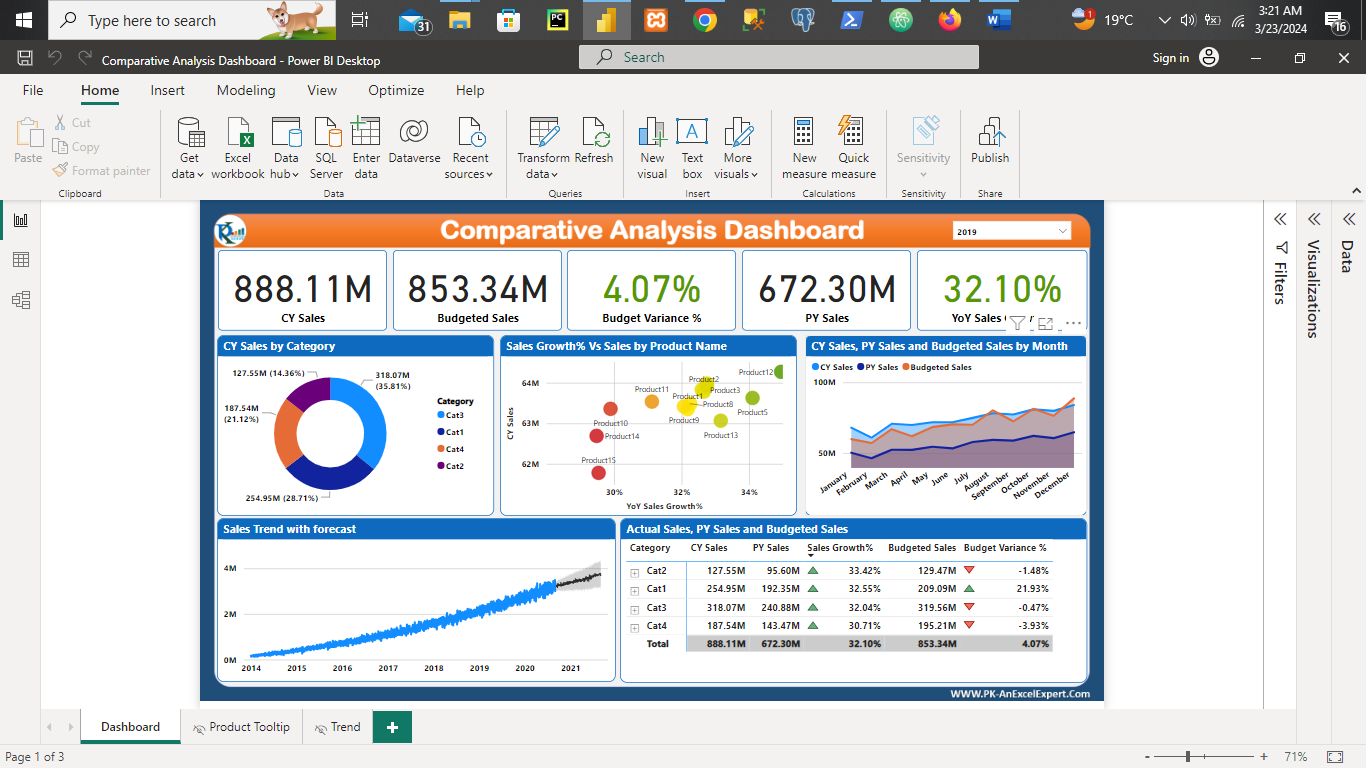 Type here to search
31
1
19°C
3:21 AM
3/23/2024
16
Comparative Analysis Dashboard - Power BI Desktop
Search
Sign in
File Home Insert Modeling View Optimize Help
Paste
Cut
Copy
Format painter
Clipboard
Get data
Excel workbook
Data hub
SQL Server
Enter data
Dataverse
Recent sources
Data
Transform data
Refresh
Queries
New visual
Text box
More visuals
Insert
New measure
Quick measure
Calculations
Sensitivity
Sensitivity
Publish
Share
Filters
Visualizations
Data
Comparative Analysis Dashboard
2019
888.11M
CY Sales
853.34M
Budgeted Sales
4.07%
Budget Variance %
672.30M
PY Sales
32.10%
YoY Sales
CY Sales by Category
127.55M (14.36%)
318.07M
(35.81%)
187.54M
(21.12%)
254.95M (28.71%)
Category
Cat3
Cat1
Cat4
Cat2
Sales Growth% Vs Sales by Product Name
CY Sales
64M
63M
62M
Product12
Product2
Product11
Product3
Product1
Product8
Product5
Product10
Product9
Product14
Product13
Product15
30% 32% 34%
YoY Sales Growth%
CY Sales, PY Sales and Budgeted Sales by Month
CY Sales PY Sales Budgeted Sales
100M
50M
January February March April May June July August September October November December
Sales Trend with forecast
4M
2M
0M
2014 2015 2016 2017 2018 2019 2020 2021
Actual Sales, PY Sales and Budgeted Sales
Category CY Sales PY Sales Sales Growth% Budgeted Sales Budget Variance %
Cat2 127.55M 95.60M 33.42% 129.47M -1.48%
Cat1 254.95M 192.35M 32.55% 209.09M 21.93%
Cat3 318.07M 240.88M 32.04% 319.56M -0.47%
Cat4 187.54M 143.47M 30.71% 195.21M -3.93%
Total 888.11M 672.30M 32.10% 853.34M 4.07%
WWW.PK-AnExcelExpert.Com
Dashboard Product Tooltip Trend
Page 1 of 3
- + 71%